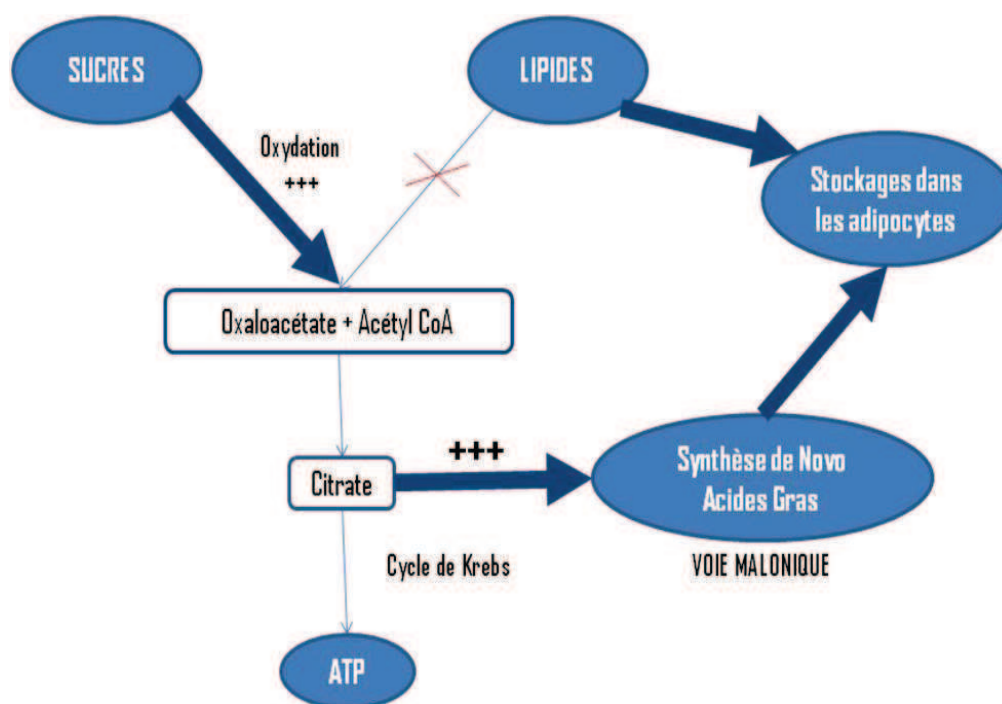 SUCRES
LIPIDES
Oxydation
+++
Stockages dans
les adipocytes
Oxaloacétate + Acétyl CoA
+++
Citrate
Synthèse de Novo
Acides Gras
Cycle de Krebs
VOIE MALONIQUE
ATP